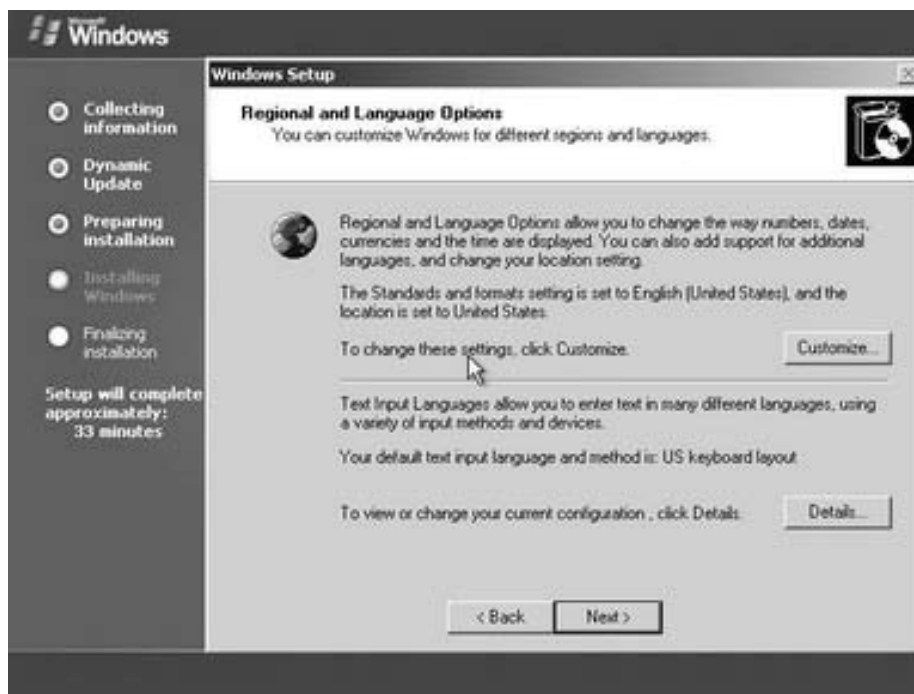 Microsoft
Windows
Collecting
information
Dynamic
Update
Preparing
installation
Installing
Windows
Finalizing
installation
Setup will complete
approximately:
33 minutes
Windows Setup
Regional and Language Options
You can customize Windows for different regions and languages.
Regional and Language Options allow you to change the way numbers, dates,
currencies and the time are displayed. You can also add support for additional
languages, and change your location setting.
The Standards and formats setting is set to English (United States), and the
location is set to United States.
To change these settings, click Customize.
Customize...
Text Input Languages allow you to enter text in many different languages, using
a variety of input methods and devices.
Your default text input language and method is: US keyboard layout
To view or change your current configuration , click Details.
Details...
< Back
Next >